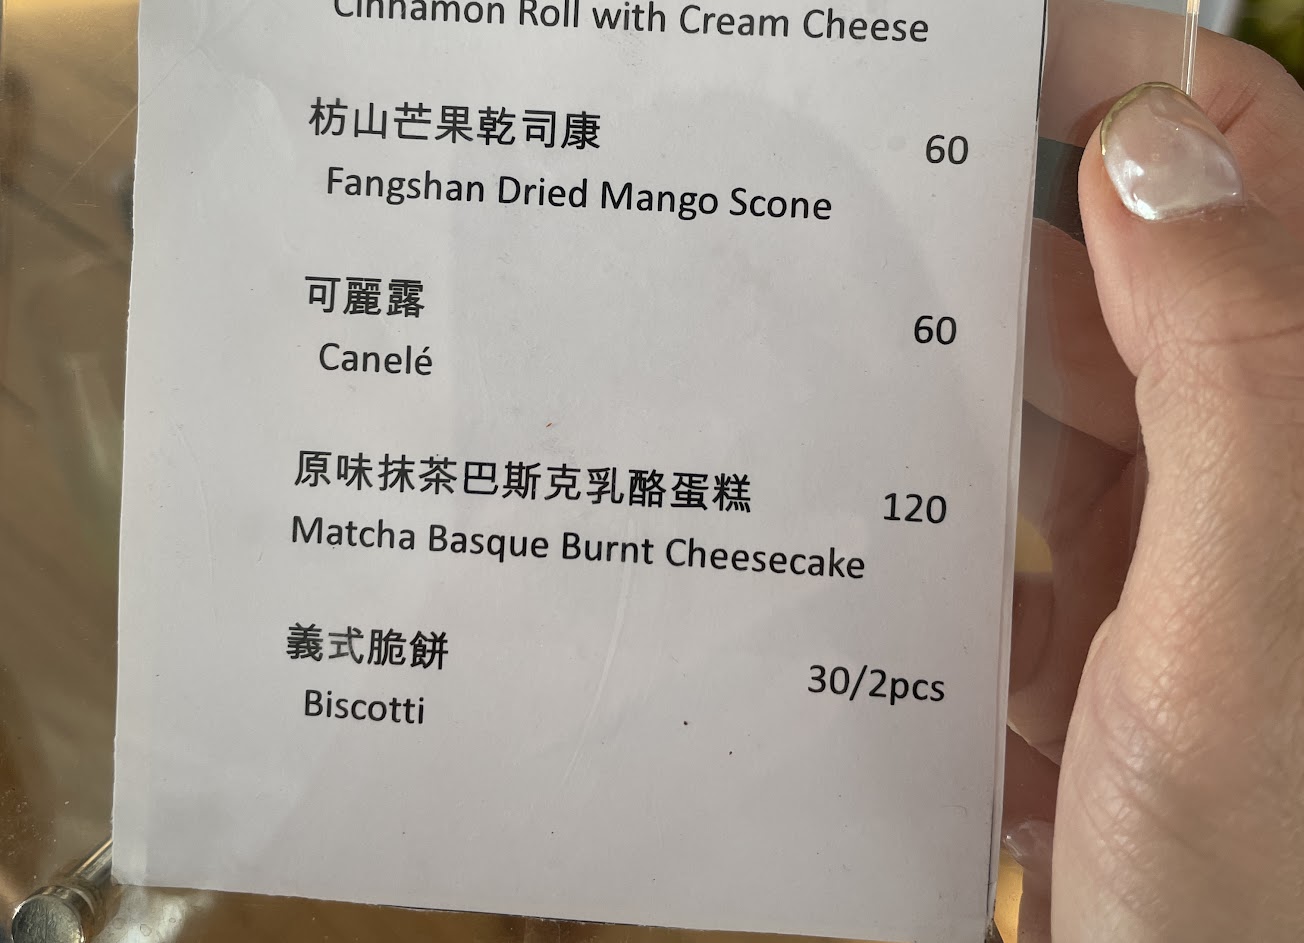 Cinnamon Roll with Cream Cheese
枋山芒果乾司康 60
Fangshan Dried Mango Scone
可麗露 60
Canelé
原味抹茶巴斯克乳酪蛋糕 120
Matcha Basque Burnt Cheesecake
義式脆餅 30/2pcs
Biscotti